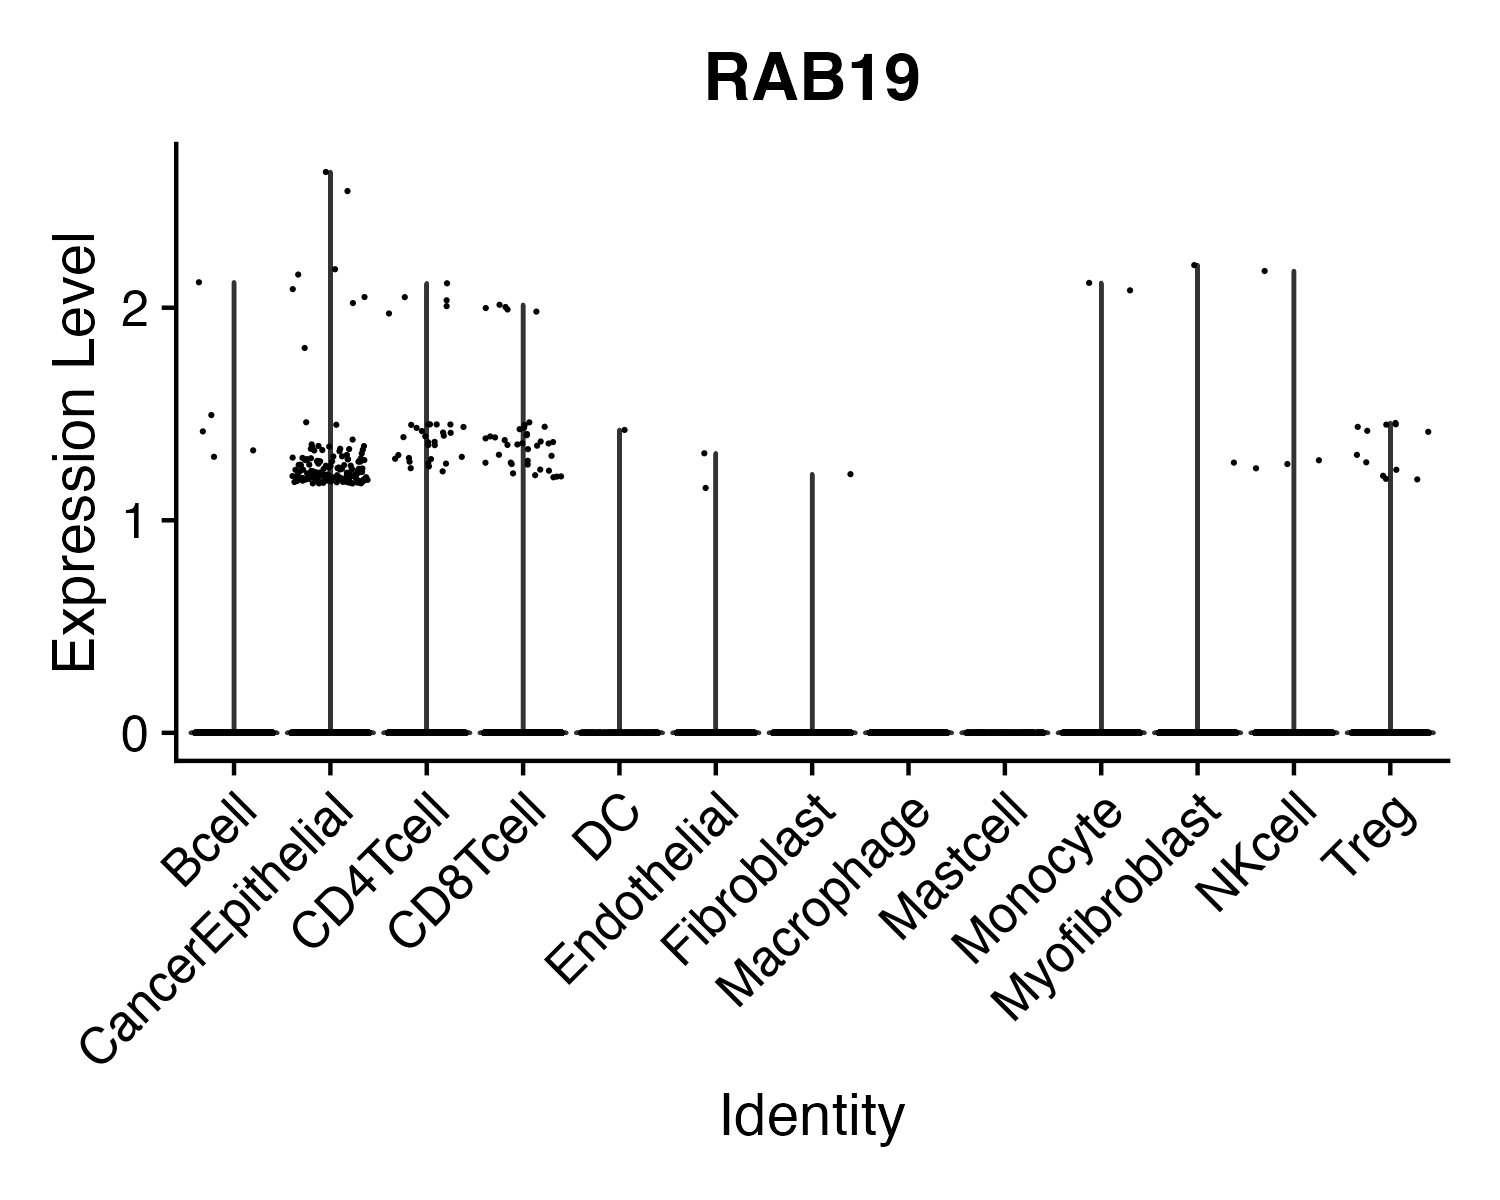 RAB19
Expression Level
2
1
0
Bcell
CancerEpithelial
CD4Tcell
CD8Tcell
DC
Endothelial
Fibroblast
Macrophage
Mastcell
Monocyte
Myofibroblast
NKcell
Treg
Identity